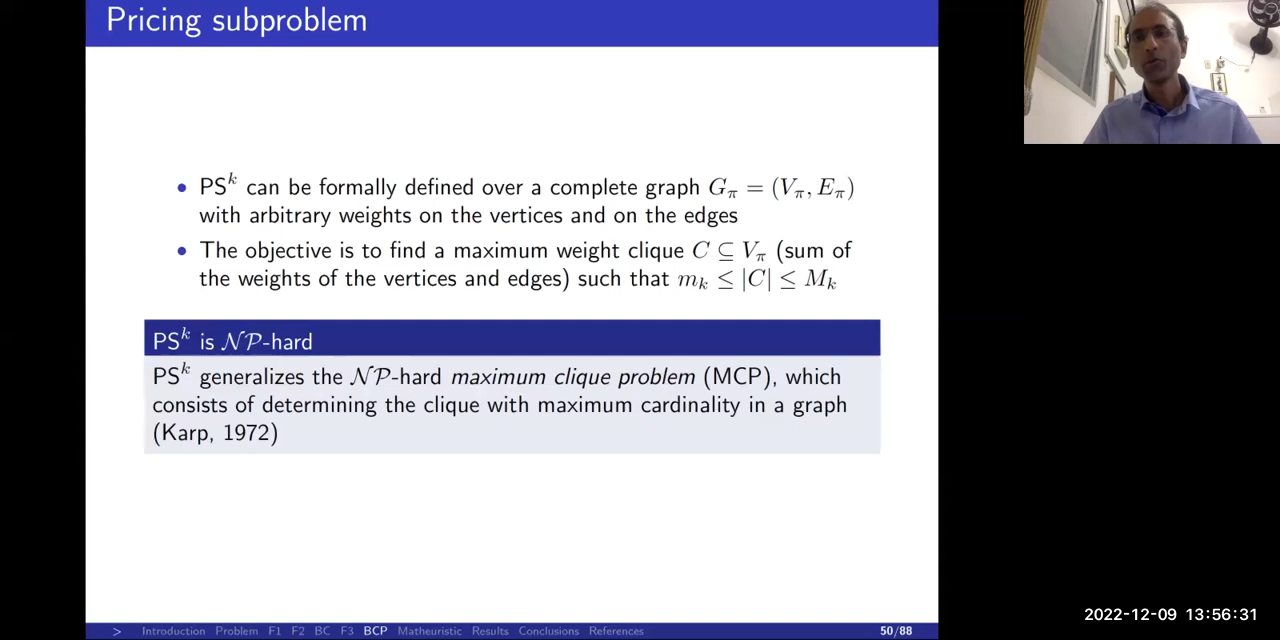 Pricing subproblem
• PSᵏ can be formally defined over a complete graph G_π = (V_π, E_π)
with arbitrary weights on the vertices and on the edges
• The objective is to find a maximum weight clique C ⊆ V_π (sum of
the weights of the vertices and edges) such that m_k ≤ |C| ≤ M_k
PSᵏ is 𝒩𝒫-hard
PSᵏ generalizes the 𝒩𝒫-hard maximum clique problem (MCP), which
consists of determining the clique with maximum cardinality in a graph
(Karp, 1972)
> Introduction Problem F1 F2 BC F3 BCP Matheuristic Results Conclusions References 50/88
2022-12-09 13:56:31